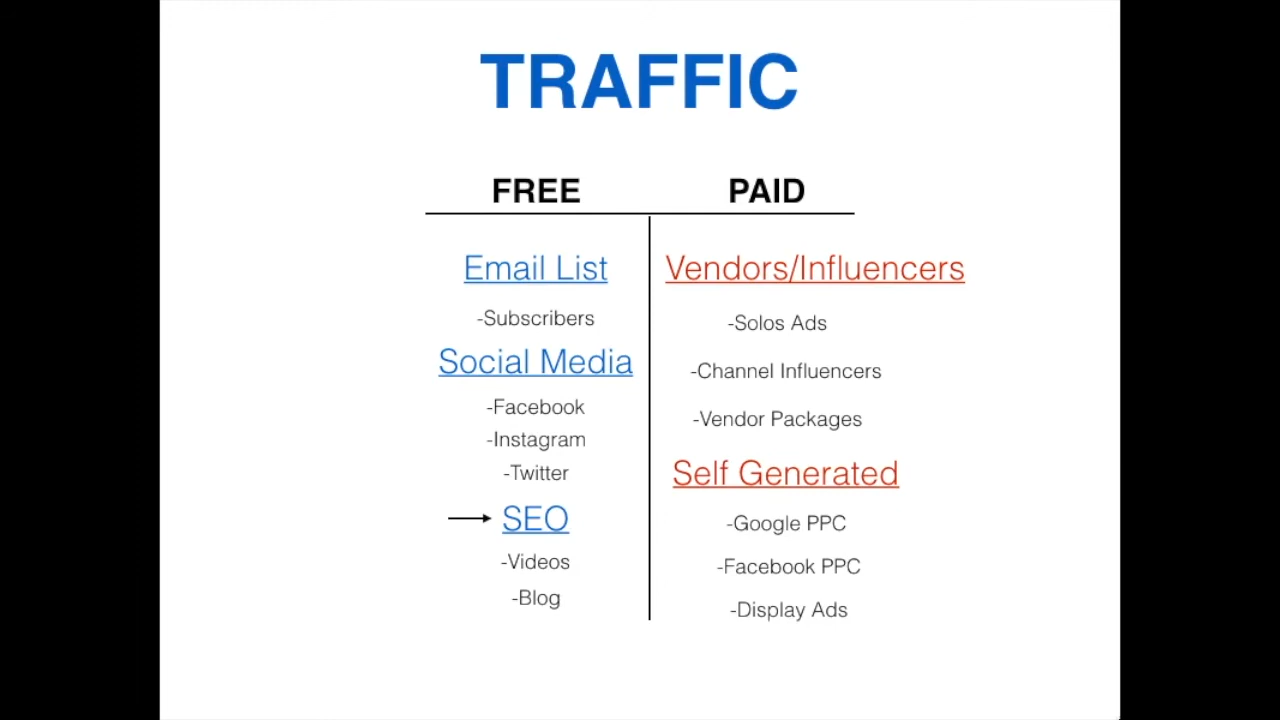 TRAFFIC
FREE
PAID
Email List
-Subscribers
Social Media
-Facebook
-Instagram
-Twitter
SEO
-Videos
-Blog
Vendors/Influencers
-Solos Ads
-Channel Influencers
-Vendor Packages
Self Generated
-Google PPC
-Facebook PPC
-Display Ads